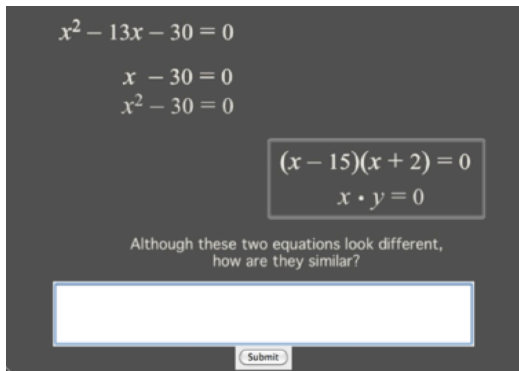 x² – 13x – 30 = 0
x – 30 = 0
x² – 30 = 0
(x – 15)(x + 2) = 0
x • y = 0
Although these two equations look different,
how are they similar?
Submit